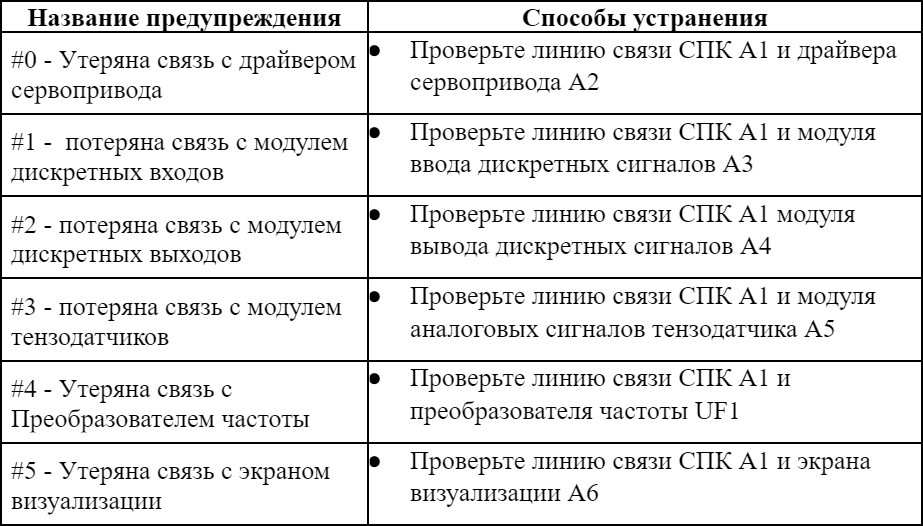 Название предупреждения
Способы устранения
#0 - Утеряна связь с драйвером
сервопривода
● Проверьте линию связи СПК А1 и драйвера
сервопривода А2
#1 -  потеряна связь с модулем
дискретных входов
● Проверьте линию связи СПК А1 и модуля
ввода дискретных сигналов А3
#2 - потеряна связь с модулем
дискретных выходов
● Проверьте линию связи СПК А1 модуля
вывода дискретных сигналов А4
#3 - потеряна связь с модулем
тензодатчиков
● Проверьте линию связи СПК А1 и модуля
аналоговых сигналов тензодатчика А5
#4 - Утеряна связь с
Преобразователем частоты
● Проверьте линию связи СПК А1 и
преобразователя частоты UF1
#5 - Утеряна связь с экраном
визуализации
● Проверьте линию связи СПК А1 и экрана
визуализации А6